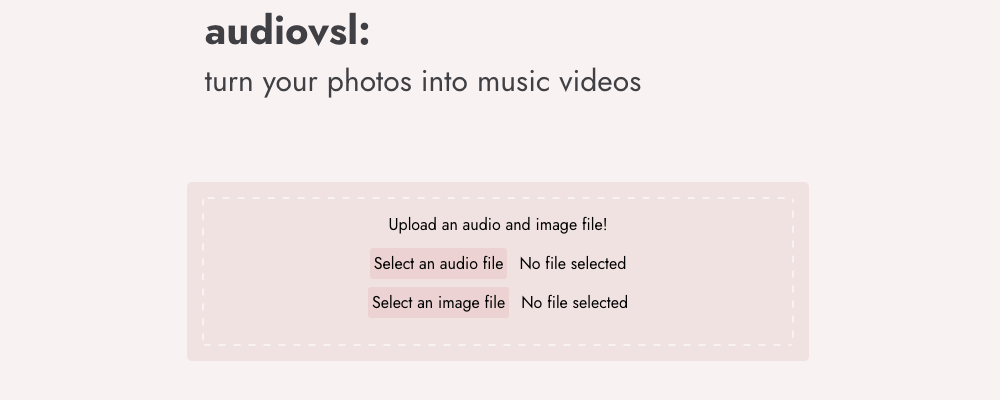 audiovsl:
turn your photos into music videos
Upload an audio and image file!
Select an audio file No file selected
Select an image file No file selected